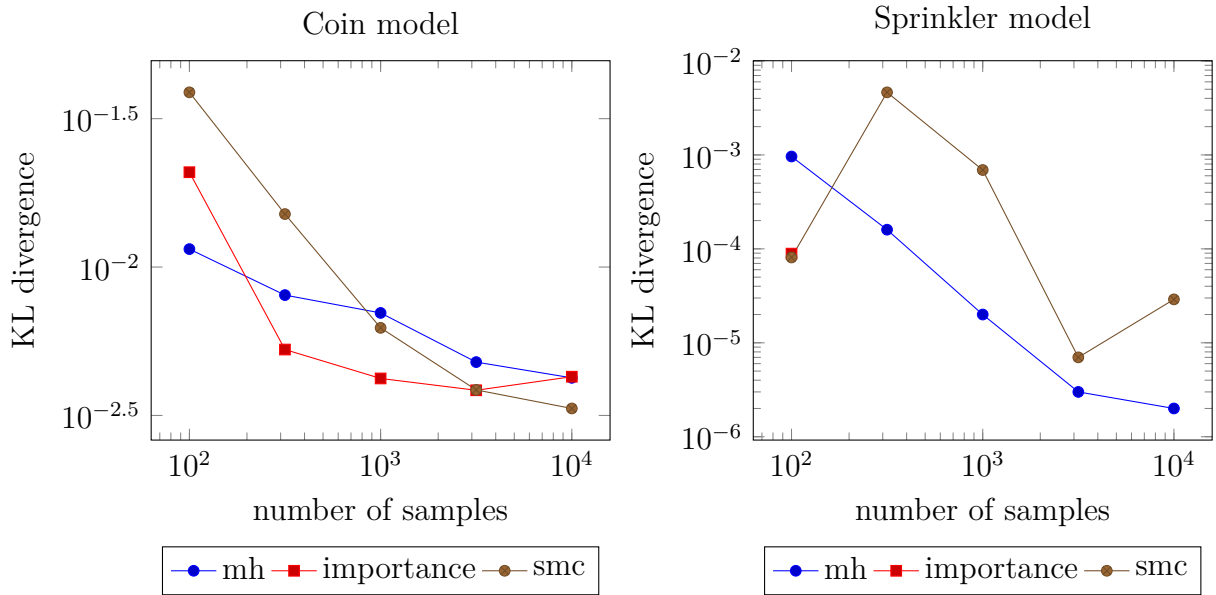 Coin model
10^−1.5
10^−2
10^−2.5
KL divergence
10^2 10^3 10^4
number of samples
mh importance smc
Sprinkler model
10^−2
10^−3
10^−4
10^−5
10^−6
KL divergence
10^2 10^3 10^4
number of samples
mh importance smc